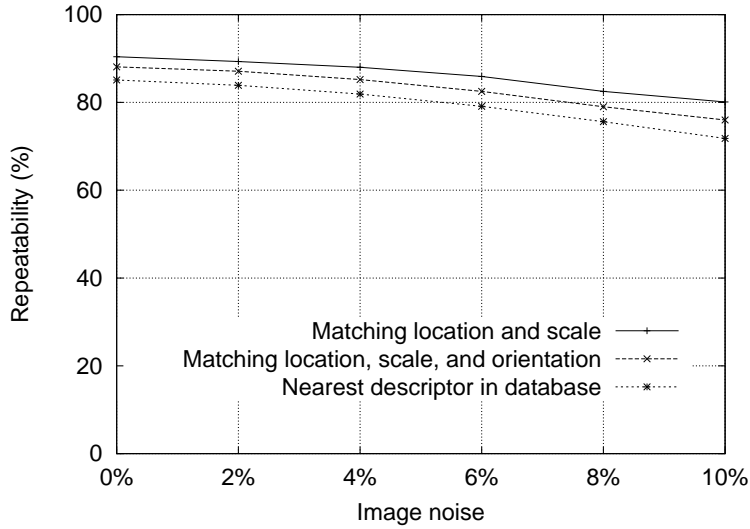 100
80
60
40
20
0
Repeatability (%)
Matching location and scale
Matching location, scale, and orientation
Nearest descriptor in database
0% 2% 4% 6% 8% 10%
Image noise